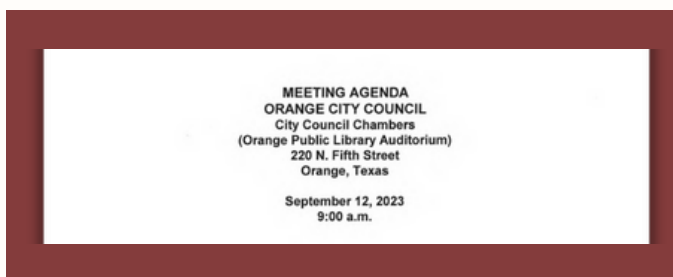 MEETING AGENDA
ORANGE CITY COUNCIL
City Council Chambers
(Orange Public Library Auditorium)
220 N. Fifth Street
Orange, Texas
September 12, 2023
9:00 a.m.